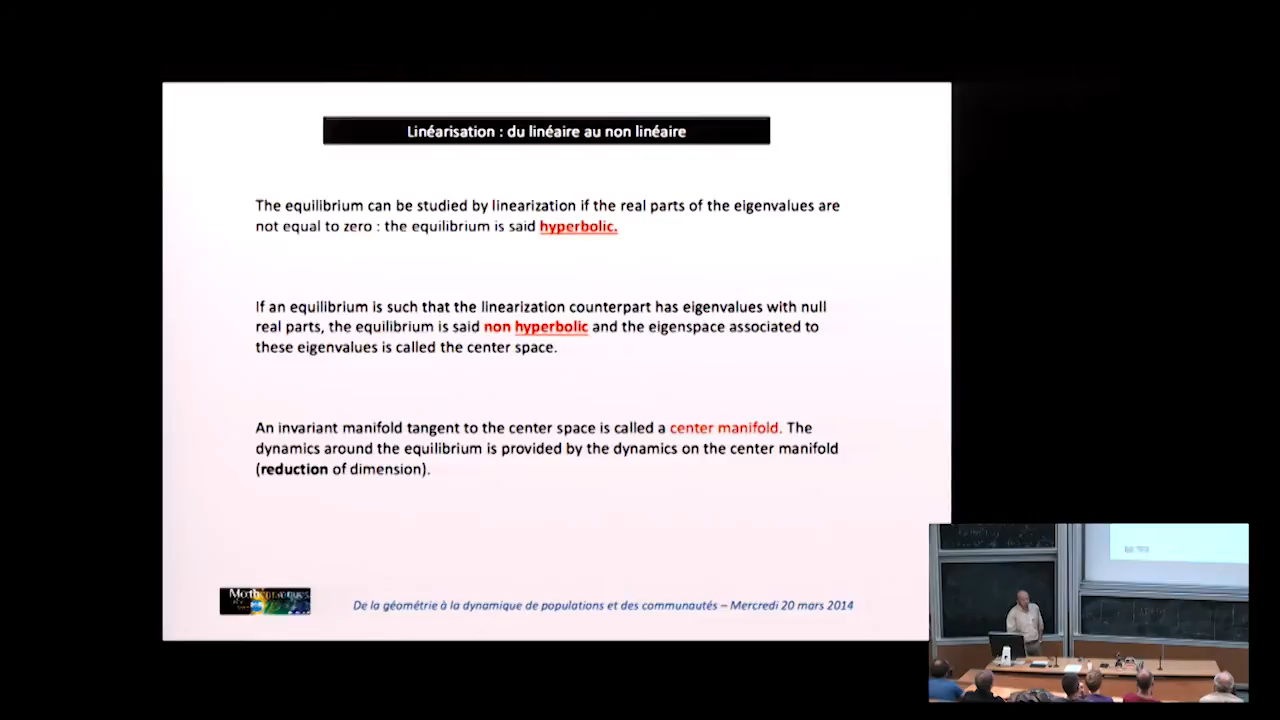 Linéarisation : du linéaire au non linéaire
The equilibrium can be studied by linearization if the real parts of the eigenvalues are
not equal to zero : the equilibrium is said hyperbolic.
If an equilibrium is such that the linearization counterpart has eigenvalues with null
real parts, the equilibrium is said non hyperbolic and the eigenspace associated to
these eigenvalues is called the center space.
An invariant manifold tangent to the center space is called a center manifold. The
dynamics around the equilibrium is provided by the dynamics on the center manifold
(reduction of dimension).
De la géométrie à la dynamique de populations et des communautés – Mercredi 20 mars 2014